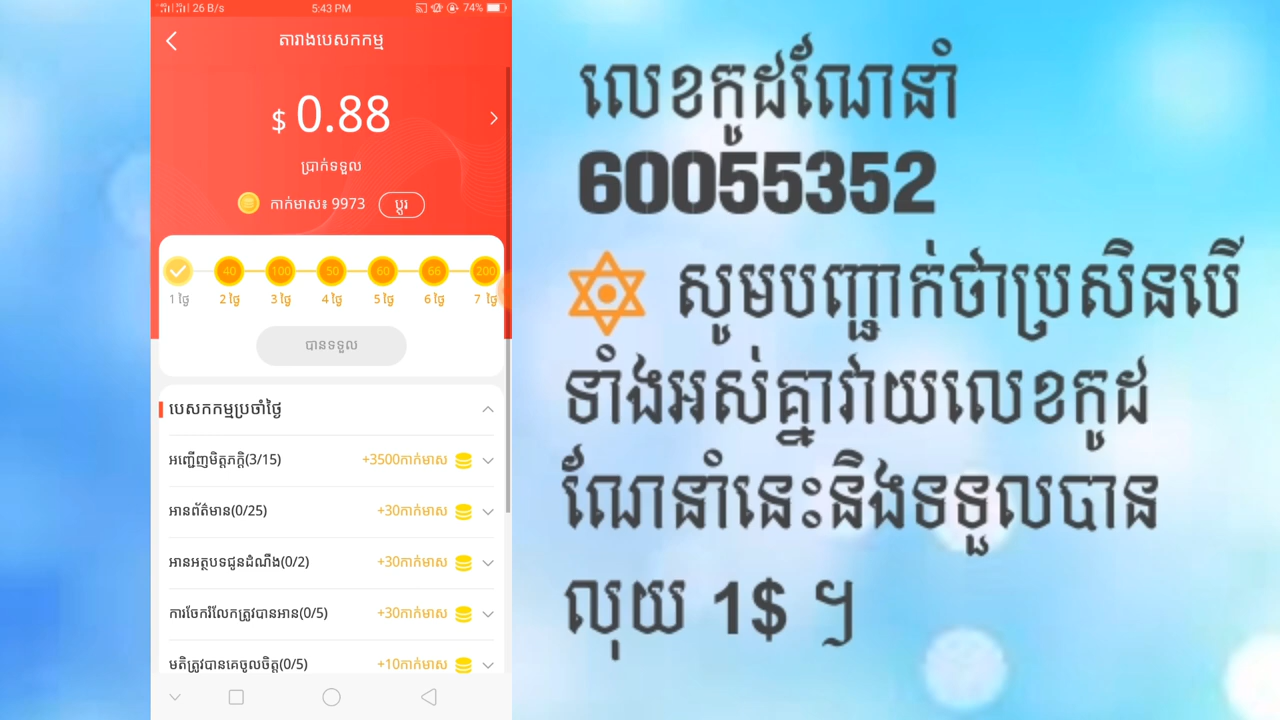 26 B/s 5:43 PM 74%
តារាងបេសកកម្ម
$ 0.88
ប្រាក់ទទួល
កាក់មាស៖ 9973 ប្ដូរ
40 100 50 60 66 200
1 ថ្ងៃ 2 ថ្ងៃ 3 ថ្ងៃ 4 ថ្ងៃ 5 ថ្ងៃ 6 ថ្ងៃ 7 ថ្ងៃ
បានទទួល
បេសកកម្មប្រចាំថ្ងៃ
អញ្ជើញមិត្តភក្តិ(3/15) +3500កាក់មាស
អានព័ត៌មាន(0/25) +30កាក់មាស
អានអត្ថបទជូនដំណឹង(0/2) +30កាក់មាស
ការចែករំលែកត្រូវបានអាន(0/5) +30កាក់មាស
មតិត្រូវបានគេចូលចិត្ត(0/5) +10កាក់មាស
លេខកូដណែនាំ
60055352
សូមបញ្ជាក់ថាប្រសិនបើ
ទាំងអស់គ្នាវាយលេខកូដ
ណែនាំនេះនិងទទួលបាន
លុយ 1$ ។